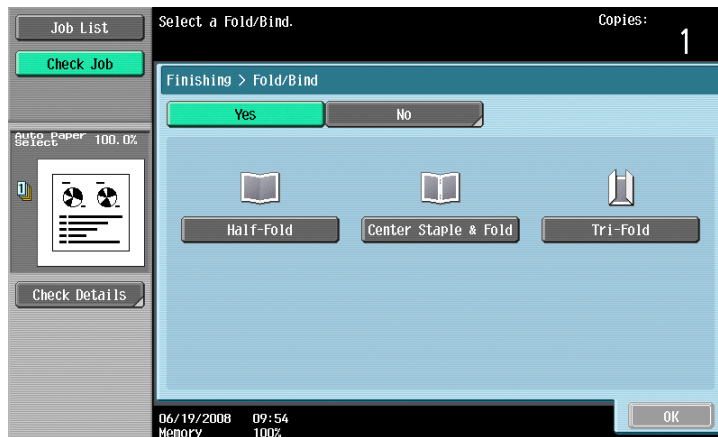 Job List
Check Job
Select a Fold/Bind.
Copies:
1
Finishing > Fold/Bind
Yes
No
Auto Paper Select 100.0%
1
Half-Fold
Center Staple & Fold
Tri-Fold
Check Details
06/19/2008 09:54
Memory 100%
OK